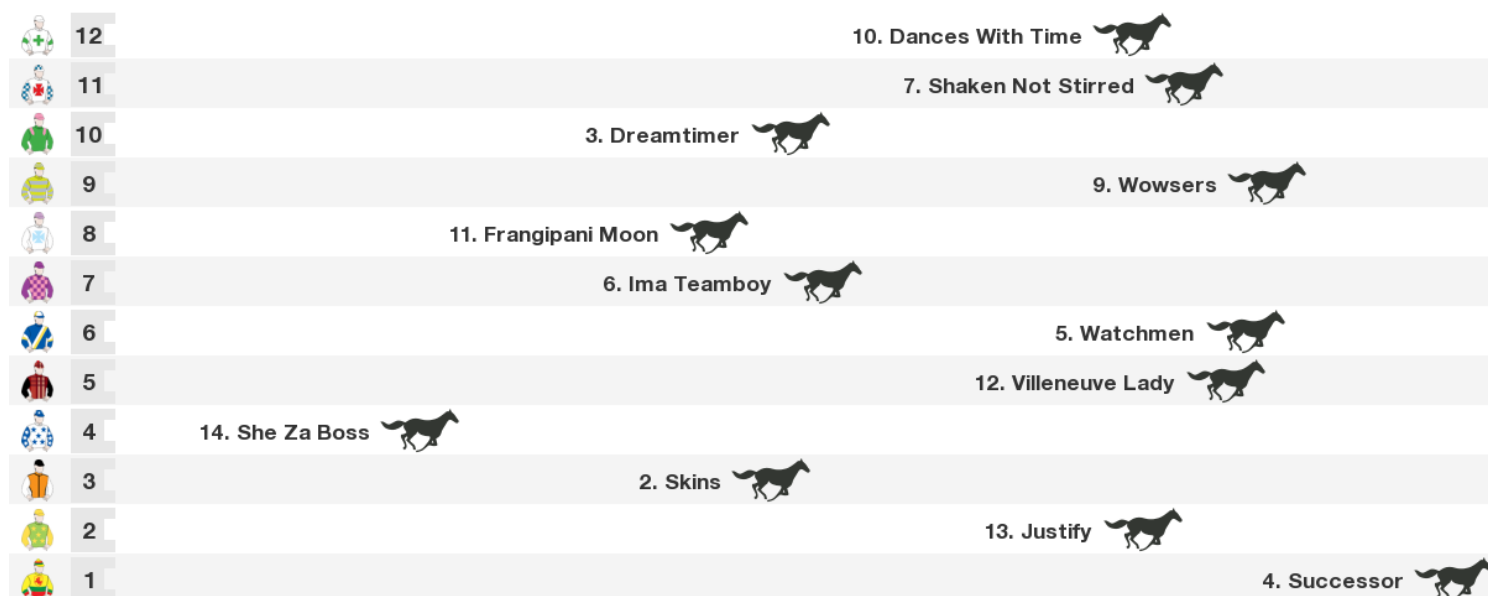 12 10. Dances With Time
11 7. Shaken Not Stirred
10 3. Dreamtimer
9 9. Wowsers
8 11. Frangipani Moon
7 6. Ima Teamboy
6 5. Watchmen
5 12. Villeneuve Lady
4 14. She Za Boss
3 2. Skins
2 13. Justify
1 4. Successor